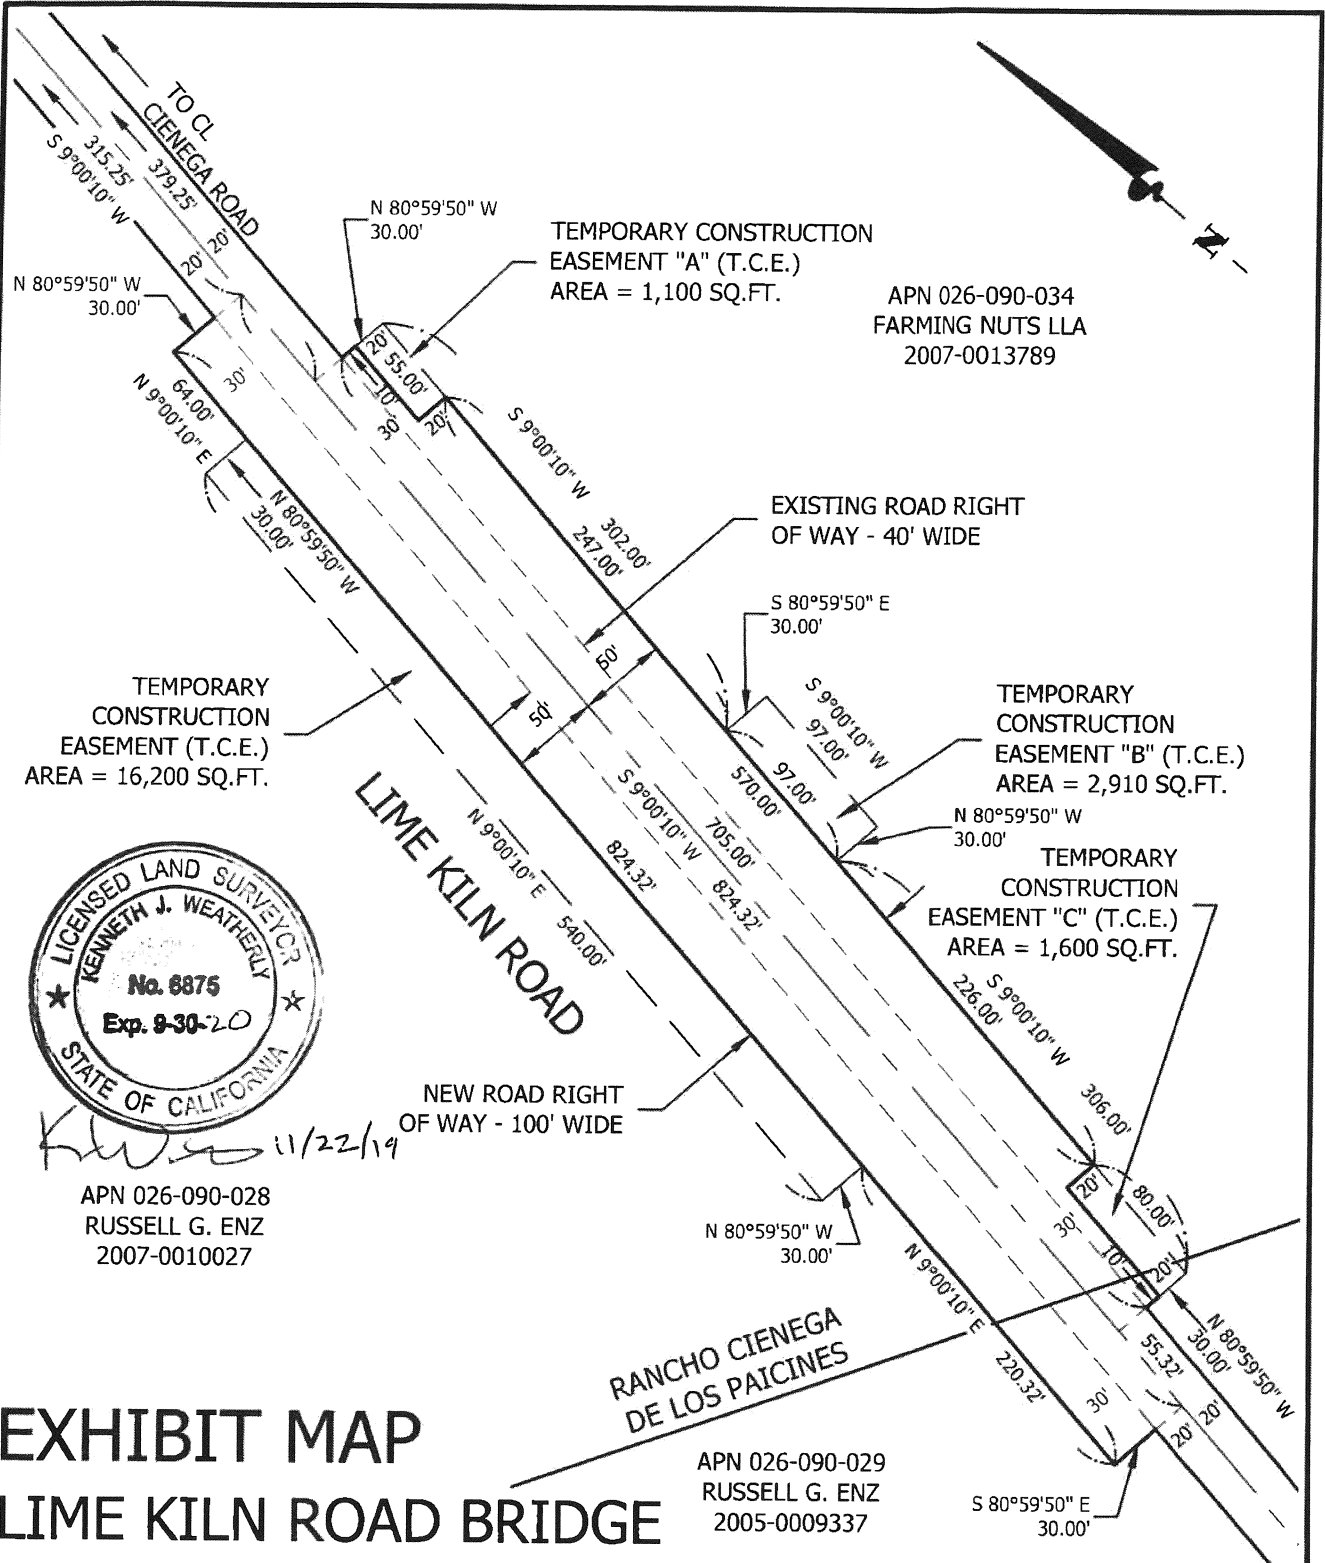 TO CL
CIENEGA ROAD
315.25'
S 9°00'10" W
379.25'
20'
20'
N 80°59'50" W
30.00'
N 80°59'50" W
30.00'
TEMPORARY CONSTRUCTION
EASEMENT "A" (T.C.E.)
AREA = 1,100 SQ.FT.
N
APN 026-090-034
FARMING NUTS LLA
2007-0013789
20'
55.00'
10'
30'
20'
30'
64.00'
N 9°00'10" E
N 80°59'50" W
30.00'
S 9°00'10" W
302.00'
247.00'
EXISTING ROAD RIGHT
OF WAY - 40' WIDE
S 80°59'50" E
30.00'
50'
50'
TEMPORARY
CONSTRUCTION
EASEMENT (T.C.E.)
AREA = 16,200 SQ.FT.
S 9°00'10" W
97.00'
97.00'
570.00'
TEMPORARY
CONSTRUCTION
EASEMENT "B" (T.C.E.)
AREA = 2,910 SQ.FT.
N 80°59'50" W
30.00'
TEMPORARY
CONSTRUCTION
EASEMENT "C" (T.C.E.)
AREA = 1,600 SQ.FT.
S 9°00'10" W
705.00'
824.32'
824.32'
N 9°00'10" E
540.00'
LIME KILN ROAD
S 9°00'10" W
226.00'
306.00'
LICENSED LAND SURVEYOR
KENNETH J. WEATHERLY
No. 6875
Exp. 9-30-20
STATE OF CALIFORNIA
11/22/19
NEW ROAD RIGHT
OF WAY - 100' WIDE
APN 026-090-028
RUSSELL G. ENZ
2007-0010027
N 80°59'50" W
30.00'
20'
80.00'
30'
10'
20'
N 80°59'50" W
30.00'
N 9°00'10" E
220.32'
55.32'
30'
20'
20'
RANCHO CIENEGA
DE LOS PAICINES
APN 026-090-029
RUSSELL G. ENZ
2005-0009337
S 80°59'50" E
30.00'
EXHIBIT MAP
LIME KILN ROAD BRIDGE